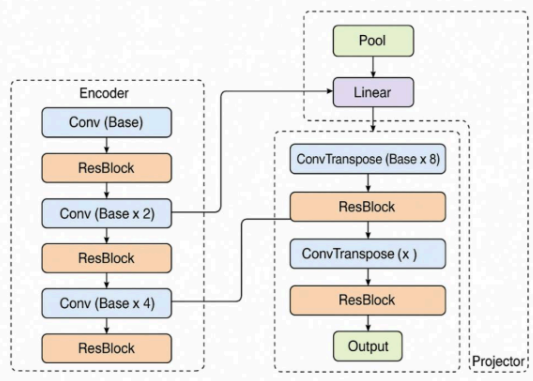 Encoder
Conv (Base)
ResBlock
Conv (Base x 2)
ResBlock
Conv (Base x 4)
ResBlock
Pool
Linear
ConvTranspose (Base x 8)
ResBlock
ConvTranspose (x )
ResBlock
Output
Projector